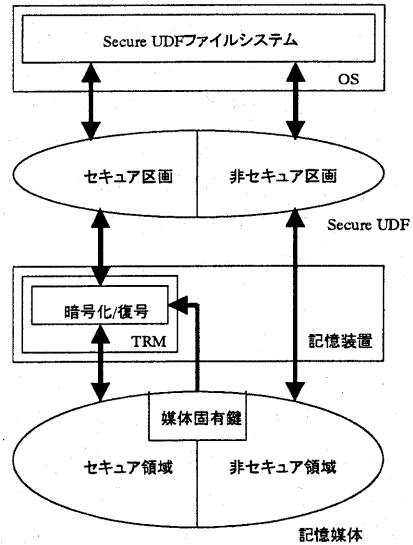 Secure UDFファイルシステム
OS
セキュア区画
非セキュア区画
Secure UDF
暗号化/復号
TRM
記憶装置
媒体固有鍵
セキュア領域
非セキュア領域
記憶媒体